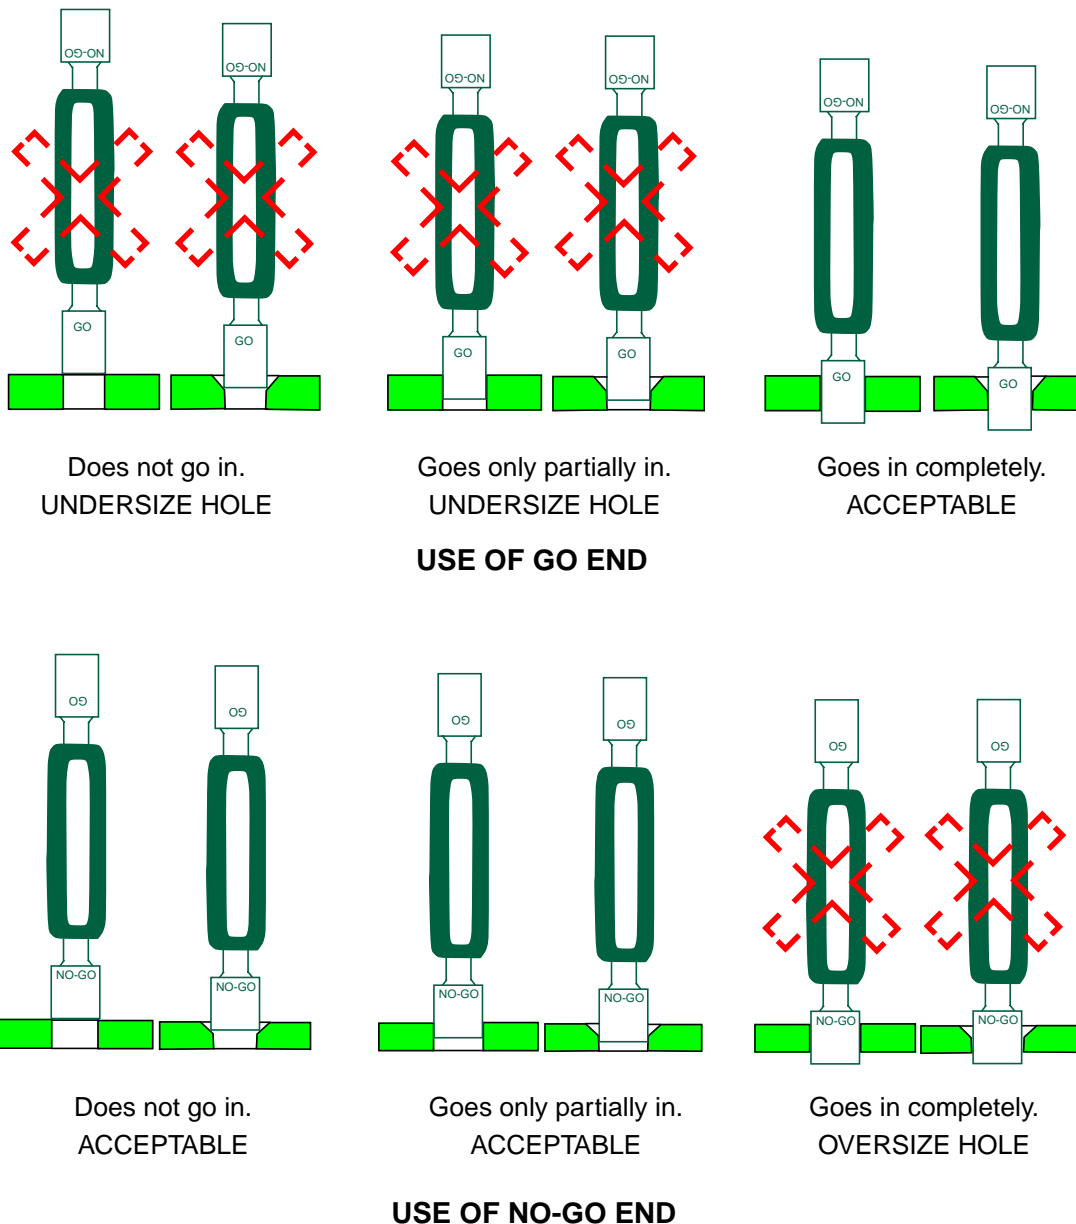 NO-GO
NO-GO
NO-GO
NO-GO
NO-GO
NO-GO
GO
GO
GO
GO
GO
GO
Does not go in.
UNDERSIZE HOLE
Goes only partially in.
UNDERSIZE HOLE
Goes in completely.
ACCEPTABLE
USE OF GO END
GO
GO
GO
GO
GO
GO
NO-GO
NO-GO
NO-GO
NO-GO
NO-GO
NO-GO
Does not go in.
ACCEPTABLE
Goes only partially in.
ACCEPTABLE
Goes in completely.
OVERSIZE HOLE
USE OF NO-GO END